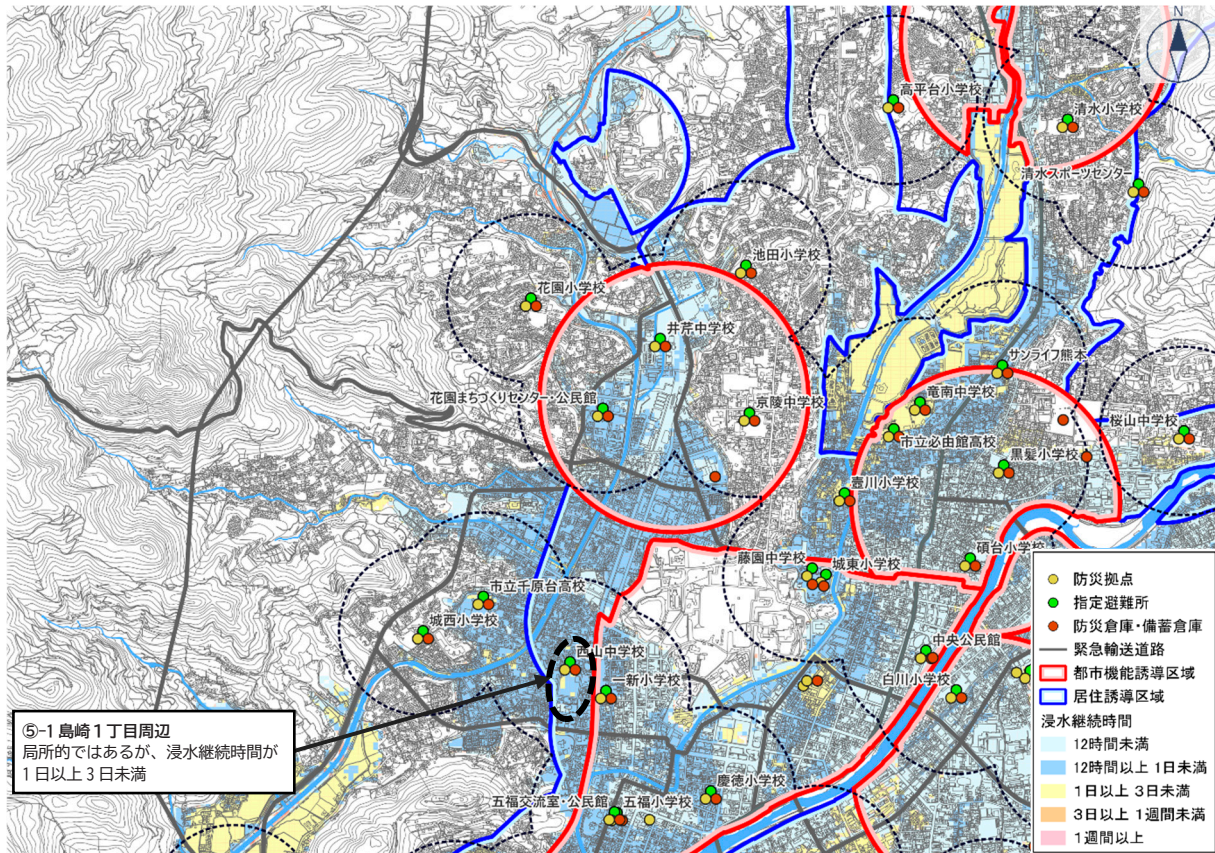 N
高平台小学校
清水小学校
清水スポーツセンター
池田小学校
花園小学校
井芹中学校
サンライフ熊本
花園まちづくりセンター・公民館
京陵中学校
竜南中学校
桜山中学校
市立必由館高校
黒髪小学校
壷川小学校
碩台小学校
藤園中学校
城東小学校
市立千原台高校
城西小学校
中央公民館
西山中学校
一新小学校
白川小学校
慶徳小学校
五福交流室・公民館
五福小学校
⑤-1 島崎1丁目周辺
局所的ではあるが、浸水継続時間が
1日以上3日未満
防災拠点
指定避難所
防災倉庫・備蓄倉庫
緊急輸送道路
都市機能誘導区域
居住誘導区域
浸水継続時間
12時間未満
12時間以上 1日未満
1日以上 3日未満
3日以上 1週間未満
1週間以上